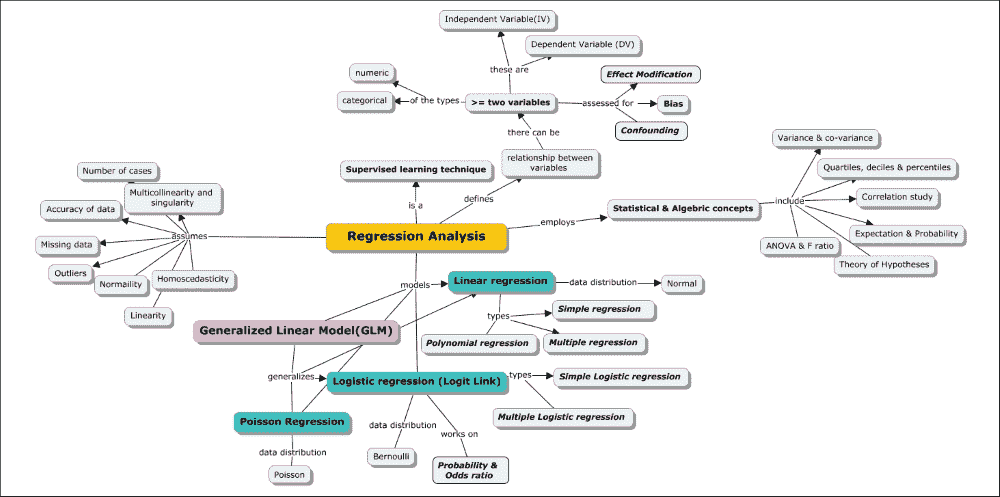 Independent Variable(IV)
Dependent Variable (DV)
these are
numeric
categorical
of the types
>= two variables
assessed for
Effect Modification
Bias
Confounding
there can be
relationship between
variables
Supervised learning technique
is a
defines
Regression Analysis
employs
Statistical & Algebric concepts
include
Variance & co-variance
Quartiles, deciles & percentiles
Correlation study
Expectation & Probability
ANOVA & F ratio
Theory of Hypotheses
Number of cases
Multicollinearity and
singularity
Accuracy of data
assumes
Missing data
Outliers
Normaility
Homoscedasticity
Linearity
models
Linear regression
data distribution
Normal
types
Simple regression
Polynomial regression
Multiple regression
Generalized Linear Model(GLM)
generalizes
Logistic regression (Logit Link)
types
Simple Logistic regression
Multiple Logistic regression
Poisson Regression
data distribution
Poisson
data distribution
Bernoulli
works on
Probability &
Odds ratio